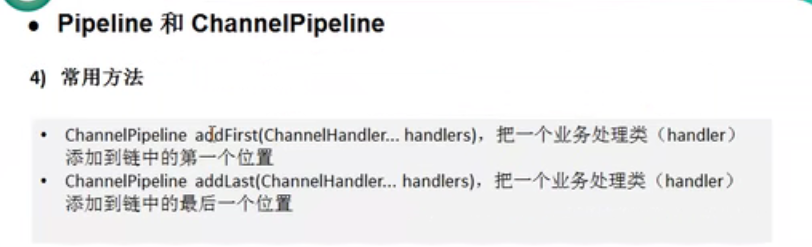 • Pipeline 和 ChannelPipeline
4) 常用方法
• ChannelPipeline addFirst(ChannelHandler... handlers)，把一个业务处理类（handler）
添加到链中的第一个位置
• ChannelPipeline addLast(ChannelHandler... handlers)，把一个业务处理类（handler）
添加到链中的最后一个位置